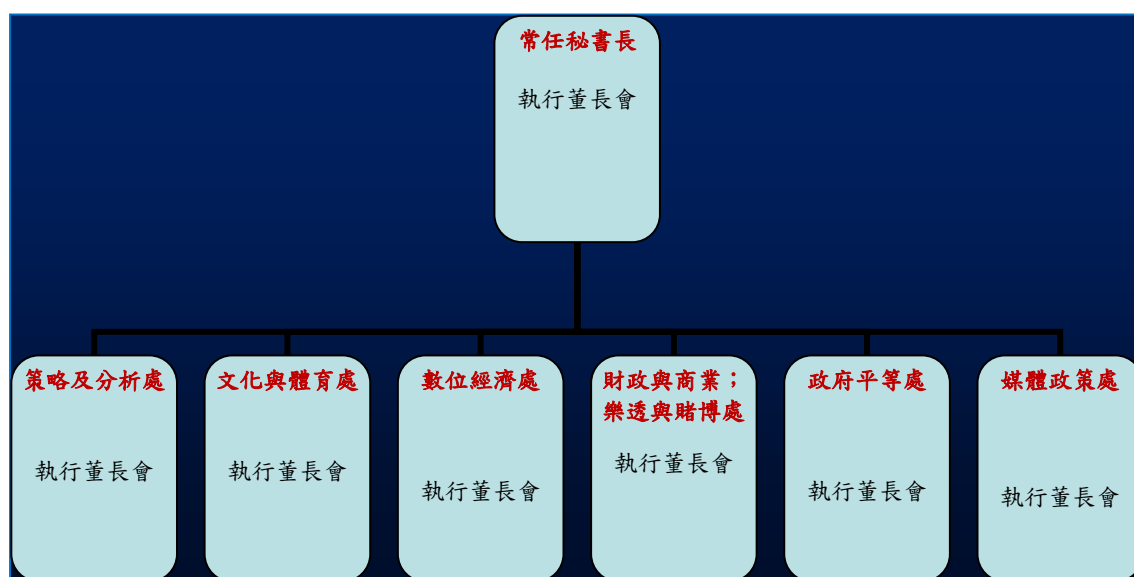 常任秘書長
執行董長會
策略及分析處
執行董長會
文化與體育處
執行董長會
數位經濟處
執行董長會
財政與商業；
樂透與賭博處
執行董長會
政府平等處
執行董長會
媒體政策處
執行董長會